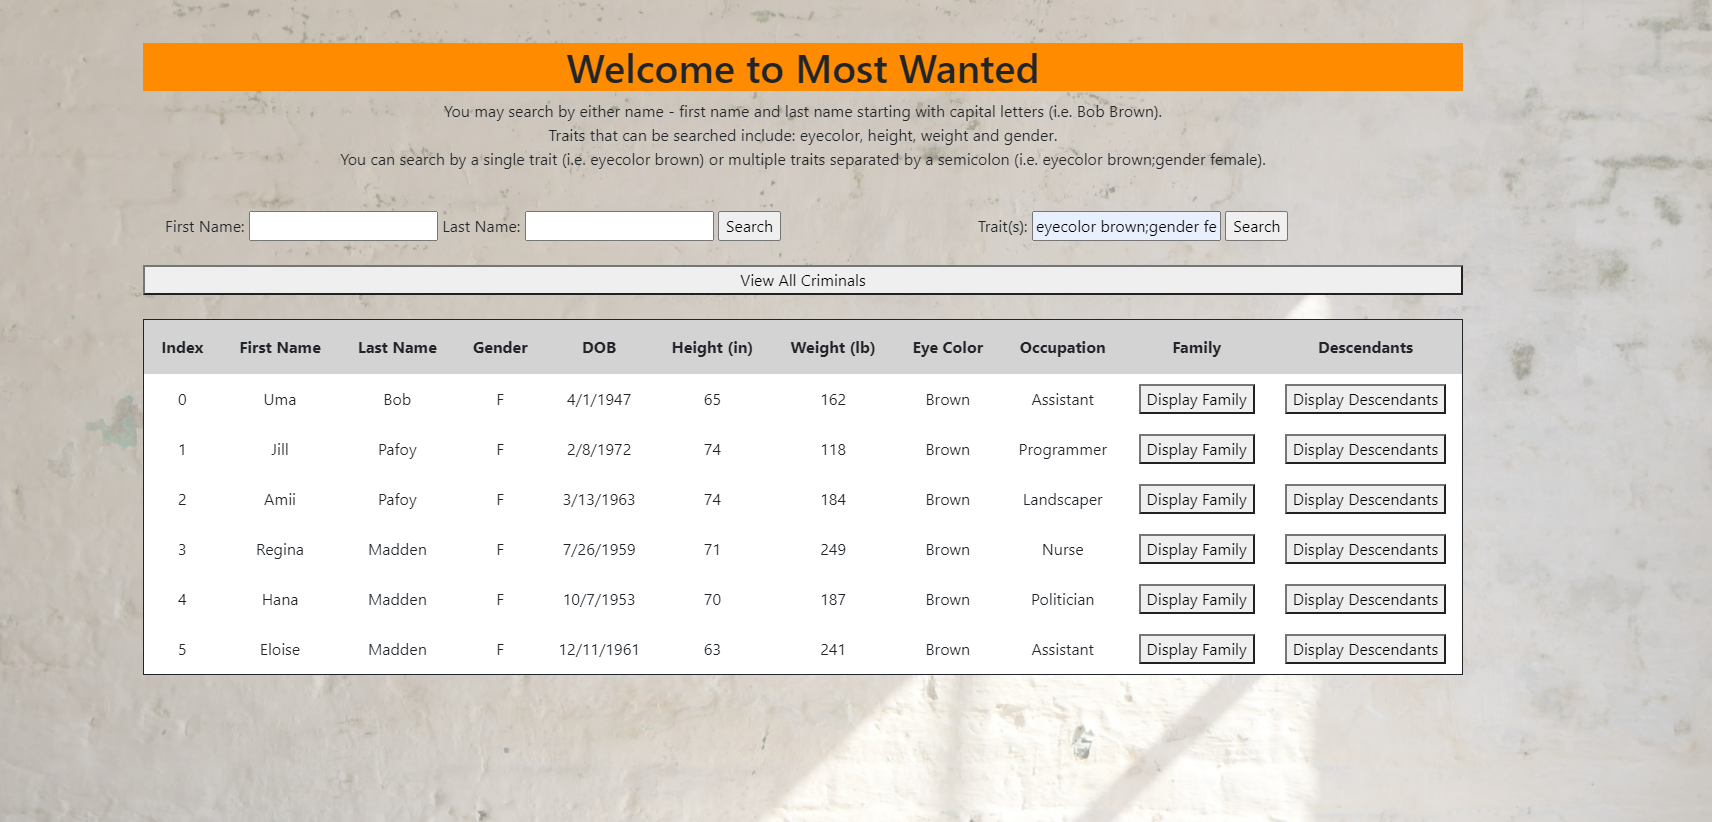 Welcome to Most Wanted
You may search by either name - first name and last name starting with capital letters (i.e. Bob Brown).
Traits that can be searched include: eyecolor, height, weight and gender.
You can search by a single trait (i.e. eyecolor brown) or multiple traits separated by a semicolon (i.e. eyecolor brown;gender female).
First Name: Last Name: Search Trait(s): eyecolor brown;gender fe Search
View All Criminals
Index First Name Last Name Gender DOB Height (in) Weight (lb) Eye Color Occupation Family Descendants
0 Uma Bob F 4/1/1947 65 162 Brown Assistant Display Family Display Descendants
1 Jill Pafoy F 2/8/1972 74 118 Brown Programmer Display Family Display Descendants
2 Amii Pafoy F 3/13/1963 74 184 Brown Landscaper Display Family Display Descendants
3 Regina Madden F 7/26/1959 71 249 Brown Nurse Display Family Display Descendants
4 Hana Madden F 10/7/1953 70 187 Brown Politician Display Family Display Descendants
5 Eloise Madden F 12/11/1961 63 241 Brown Assistant Display Family Display Descendants